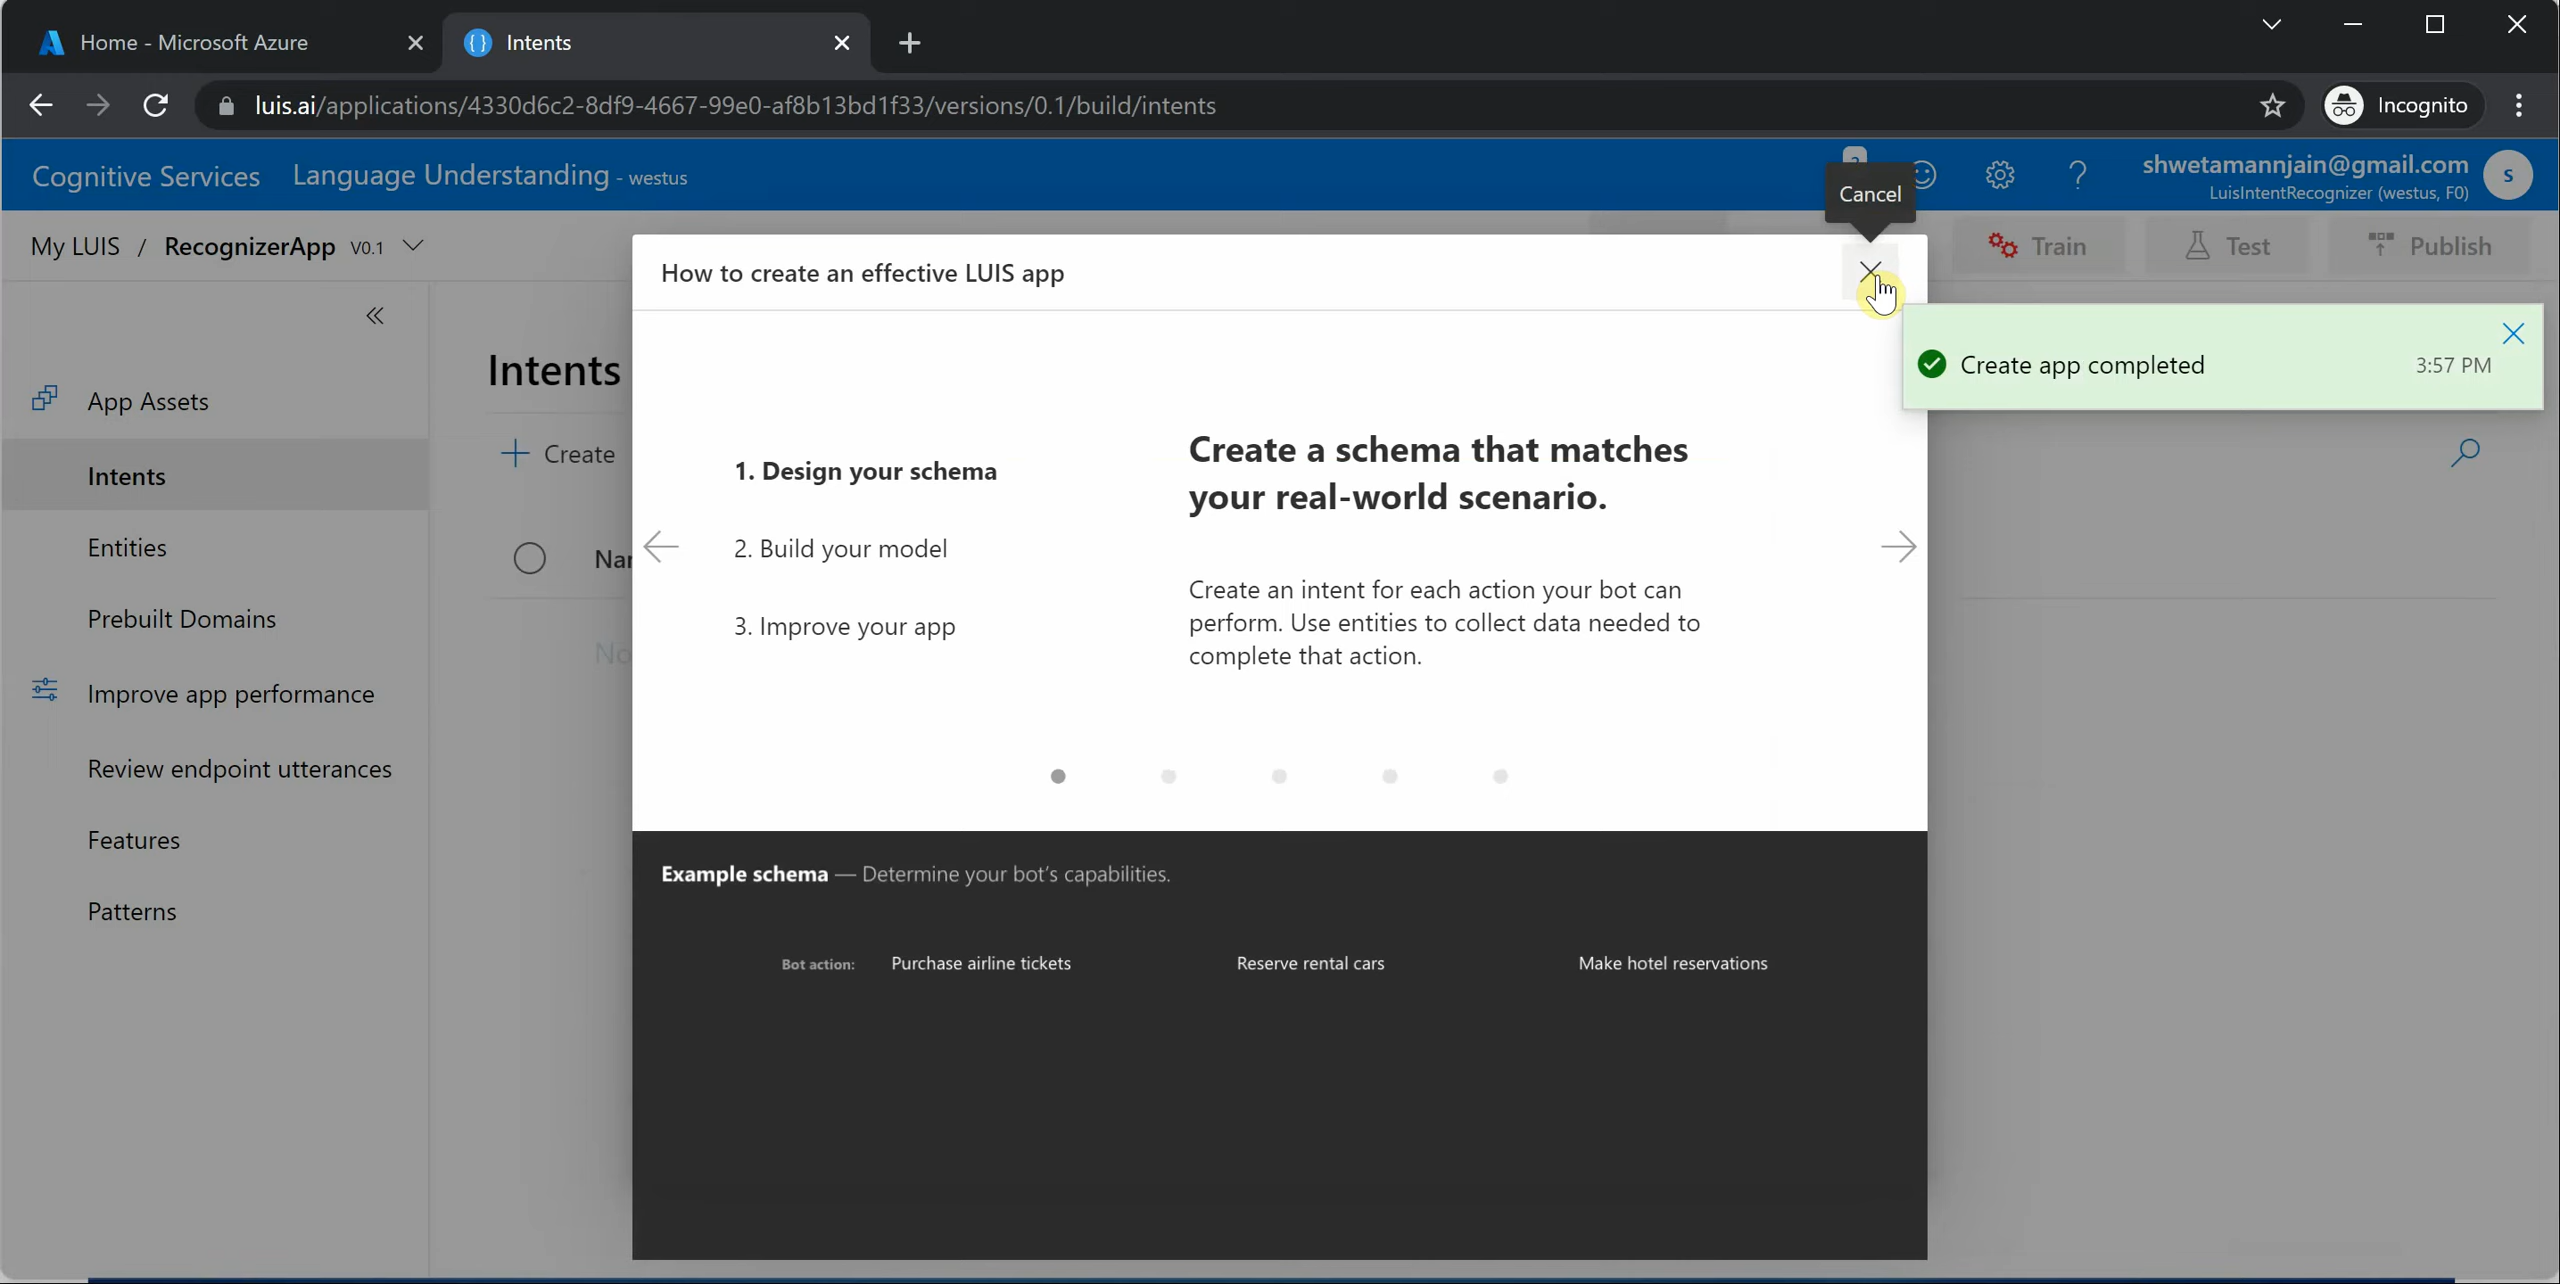 Home - Microsoft Azure
Intents
luis.ai/applications/4330d6c2-8df9-4667-99e0-af8b13bd1f33/versions/0.1/build/intents
Incognito
Cognitive Services
Language Understanding - westus
Cancel
?
shwetamannjain@gmail.com
LuisIntentRecognizer (westus, F0)
S
My LUIS / RecognizerApp V0.1
Train
Test
Publish
How to create an effective LUIS app
Create app completed
3:57 PM
App Assets
Intents
Entities
Prebuilt Domains
Improve app performance
Review endpoint utterances
Features
Patterns
Intents
+ Create
Nar
No
1. Design your schema
2. Build your model
3. Improve your app
Create a schema that matches
your real-world scenario.
Create an intent for each action your bot can
perform. Use entities to collect data needed to
complete that action.
Example schema — Determine your bot's capabilities.
Bot action:
Purchase airline tickets
Reserve rental cars
Make hotel reservations